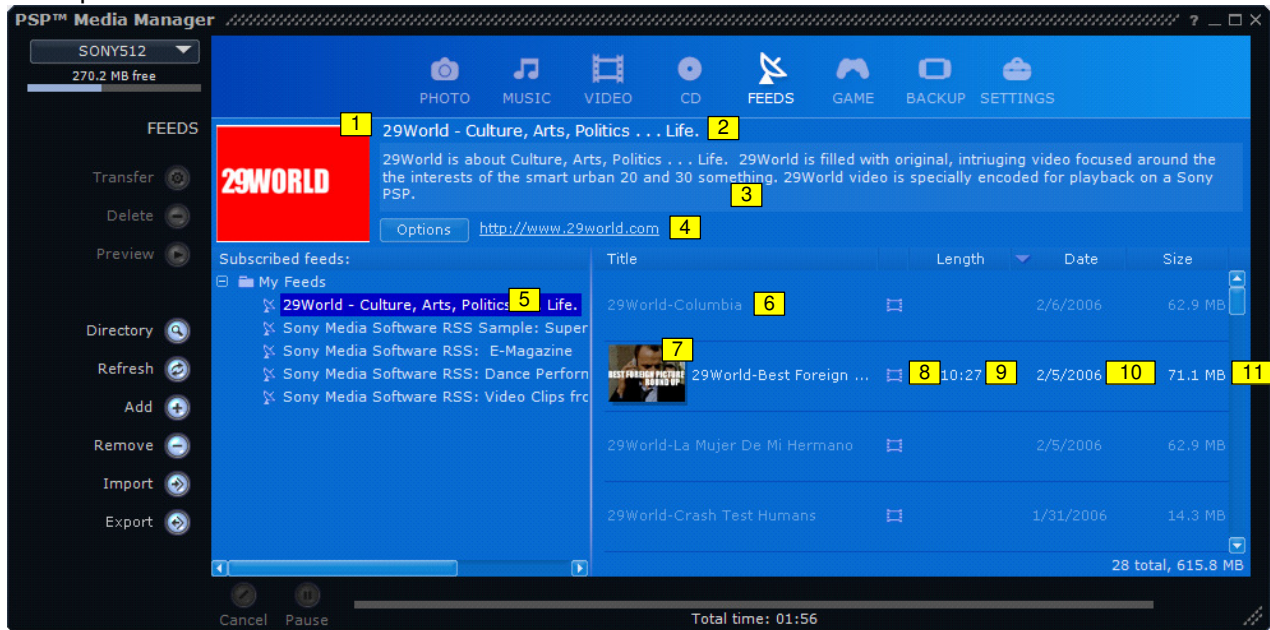 PSP™ Media Manager
?
SONY512
270.2 MB free
PHOTO MUSIC VIDEO CD FEEDS GAME BACKUP SETTINGS
FEEDS
Transfer
Delete
Preview
Directory
Refresh
Add
Remove
Import
Export
29WORLD
1
29World - Culture, Arts, Politics . . . Life. 2
29World is about Culture, Arts, Politics . . . Life. 29World is filled with original, intriuging video focused around the
the interests of the smart urban 20 and 30 something. 29World video is specially encoded for playback on a Sony
PSP. 3
Options http://www.29world.com 4
Subscribed feeds:
My Feeds
29World - Culture, Arts, Politics 5 Life.
Sony Media Software RSS Sample: Super
Sony Media Software RSS: E-Magazine
Sony Media Software RSS: Dance Perforn
Sony Media Software RSS: Video Clips frc
Title Length Date Size
29World-Columbia 6 2/6/2006 62.9 MB
7
BEST FOREIGN PICTURE
ROUND UP
29World-Best Foreign ... 8 10:27 9 2/5/2006 10 71.1 MB 11
29World-La Mujer De Mi Hermano 2/5/2006 62.9 MB
29World-Crash Test Humans 1/31/2006 14.3 MB
28 total, 615.8 MB
Cancel Pause
Total time: 01:56